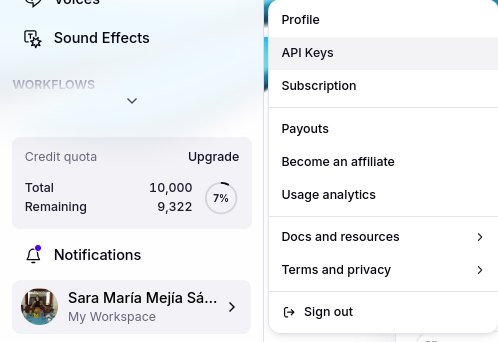 Voices
Sound Effects
WORKFLOWS
Credit quota
Upgrade
Total
10,000
Remaining
9,322
7%
Notifications
Sara María Mejía Sá...
My Workspace
Profile
API Keys
Subscription
Payouts
Become an affiliate
Usage analytics
Docs and resources
Terms and privacy
Sign out